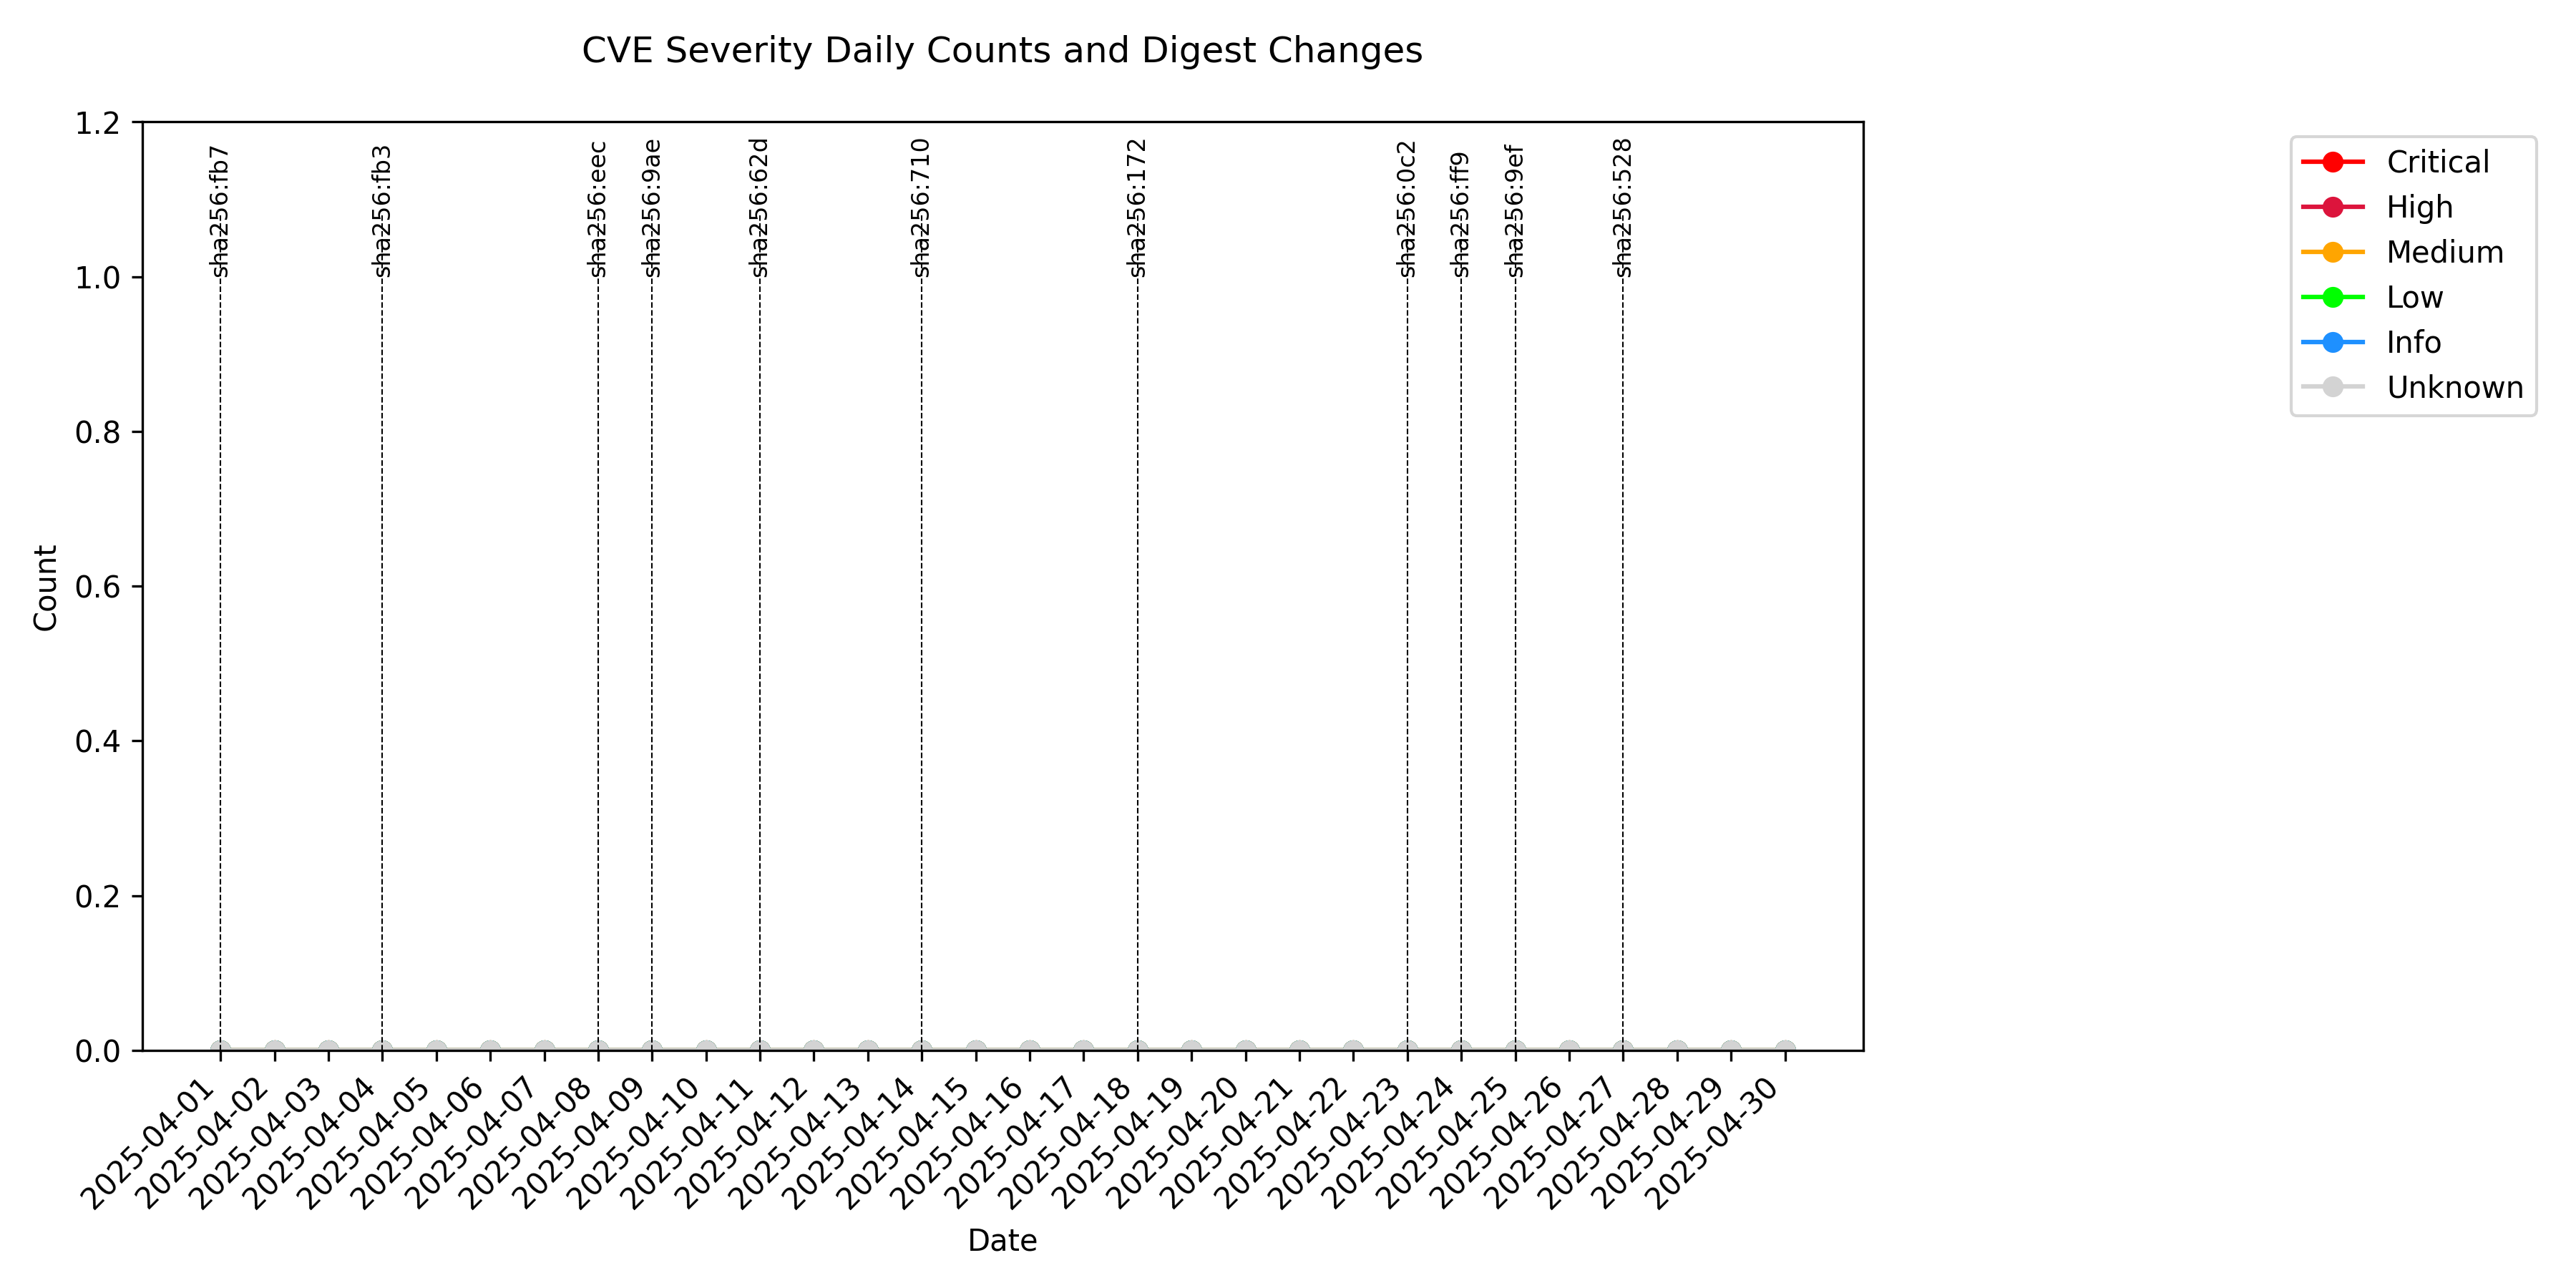 CVE Severity Daily Counts and Digest Changes
1.2
1.0
0.8
0.6
0.4
0.2
0.0
Count
sha256:fb7
sha256:fb3
sha256:eec
sha256:9ae
sha256:62d
sha256:710
sha256:172
sha256:0c2
sha256:ff9
sha256:9ef
sha256:528
Critical
High
Medium
Low
Info
Unknown
2025-04-01
2025-04-02
2025-04-03
2025-04-04
2025-04-05
2025-04-06
2025-04-07
2025-04-08
2025-04-09
2025-04-10
2025-04-11
2025-04-12
2025-04-13
2025-04-14
2025-04-15
2025-04-16
2025-04-17
2025-04-18
2025-04-19
2025-04-20
2025-04-21
2025-04-22
2025-04-23
2025-04-24
2025-04-25
2025-04-26
2025-04-27
2025-04-28
2025-04-29
2025-04-30
Date